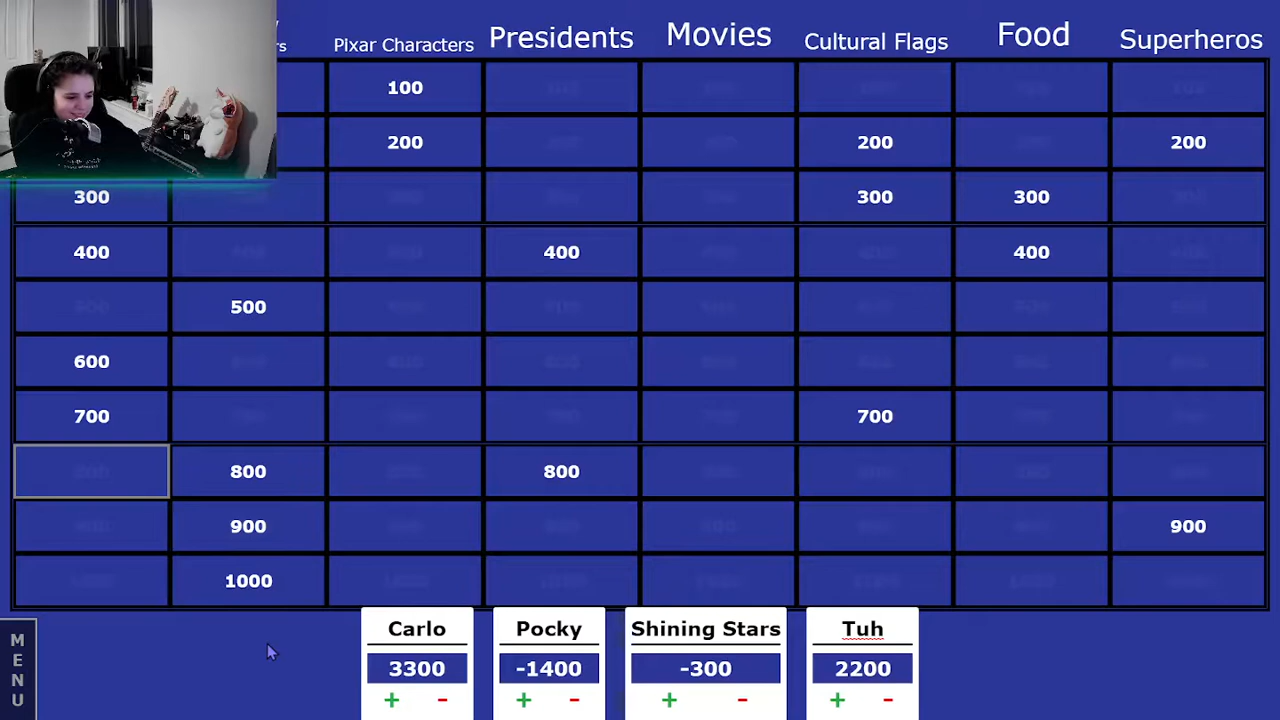 Pixar Characters Presidents Movies Cultural Flags Food Superheros
100
200 200 200
300 300 300
400 400 400
500
600
700 700
800 800
900 900
1000
MENU
Carlo Pocky Shining Stars Tuh
3300 -1400 -300 2200
+ - + - + - + -